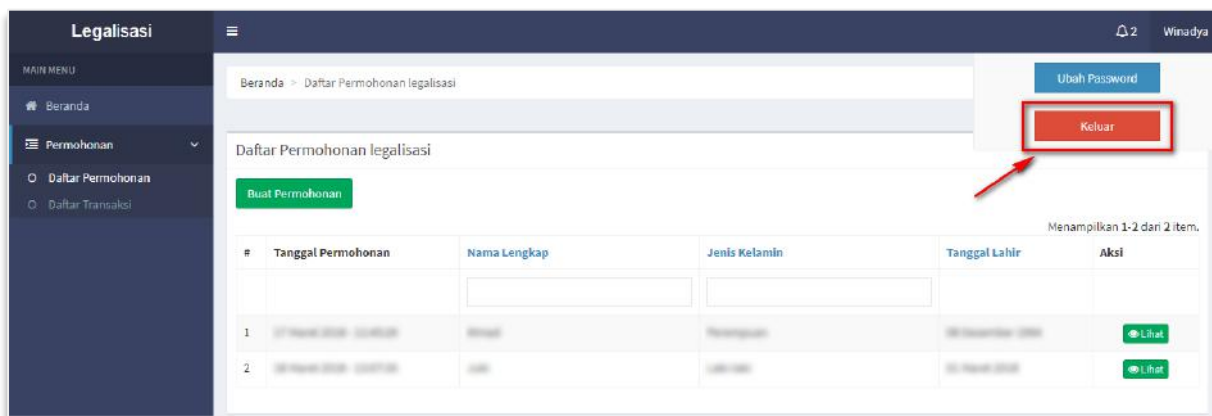 Legalisasi
2 Winadya
MAIN MENU
Beranda > Daftar Permohonan legalisasi
Ubah Password
Beranda
Keluar
Permohonan
Daftar Permohonan legalisasi
Daftar Permohonan
Buat Permohonan
Daftar Transaksi
Menampilkan 1-2 dari 2 item.
# Tanggal Permohonan Nama Lengkap Jenis Kelamin Tanggal Lahir Aksi
1 Lihat
2 Lihat